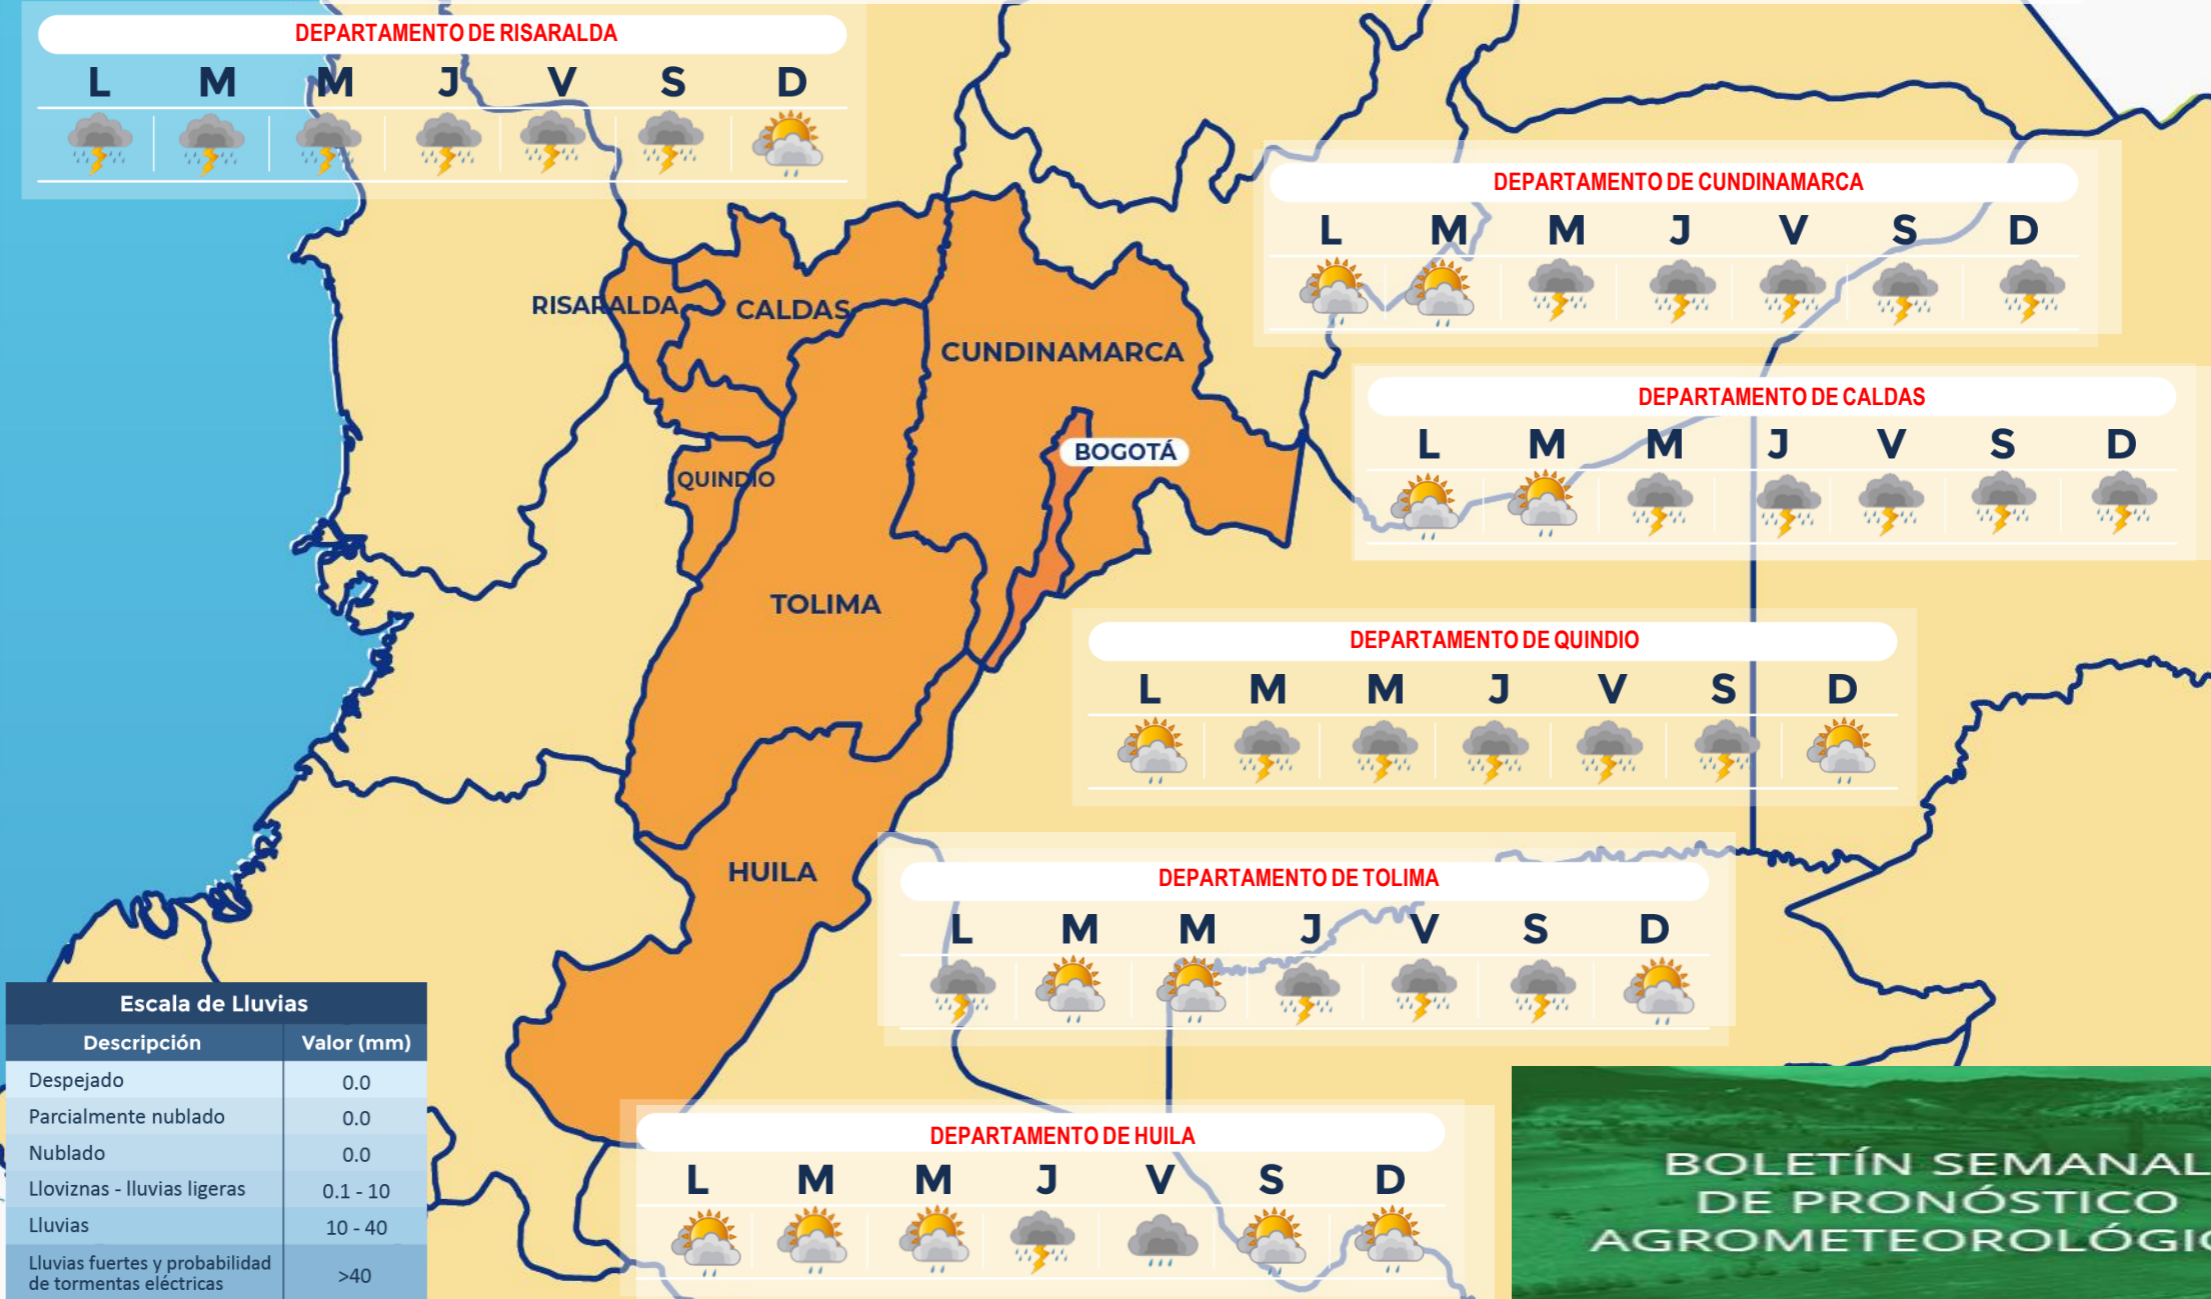 DEPARTAMENTO DE RISARALDA
L M M J V S D
DEPARTAMENTO DE CUNDINAMARCA
L M M J V S D
RISARALDA
CALDAS
CUNDINAMARCA
DEPARTAMENTO DE CALDAS
L M M J V S D
BOGOTÁ
QUINDIO
TOLIMA
DEPARTAMENTO DE QUINDIO
L M M J V S D
HUILA
DEPARTAMENTO DE TOLIMA
L M M J V S D
Escala de Lluvias
Descripción Valor (mm)
Despejado 0.0
Parcialmente nublado 0.0
Nublado 0.0
Lloviznas - lluvias ligeras 0.1 - 10
Lluvias 10 - 40
Lluvias fuertes y probabilidad
de tormentas eléctricas >40
DEPARTAMENTO DE HUILA
L M M J V S D
BOLETÍN SEMANAL
DE PRONÓSTICO
AGROMETEOROLÓGIC